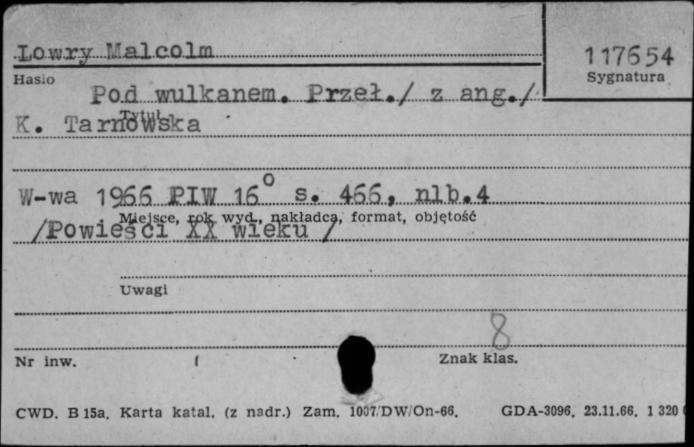 Lowry Malcolm
117654
Hasło
Sygnatura
Pod wulkanem. Przeł./ z ang./
Tytuł
K. Tarnowska
W-wa 1966 PIW 16° s. 466, nlb.4
Miejsce, rok wyd., nakładca, format, objętość
/Powieści XX wieku /
Uwagi
8
Nr inw.
Znak klas.
CWD. B 15a. Karta katal. (z nadr.) Zam. 1007/DW/On-66. GDA-3096. 23.11.66. 1 320